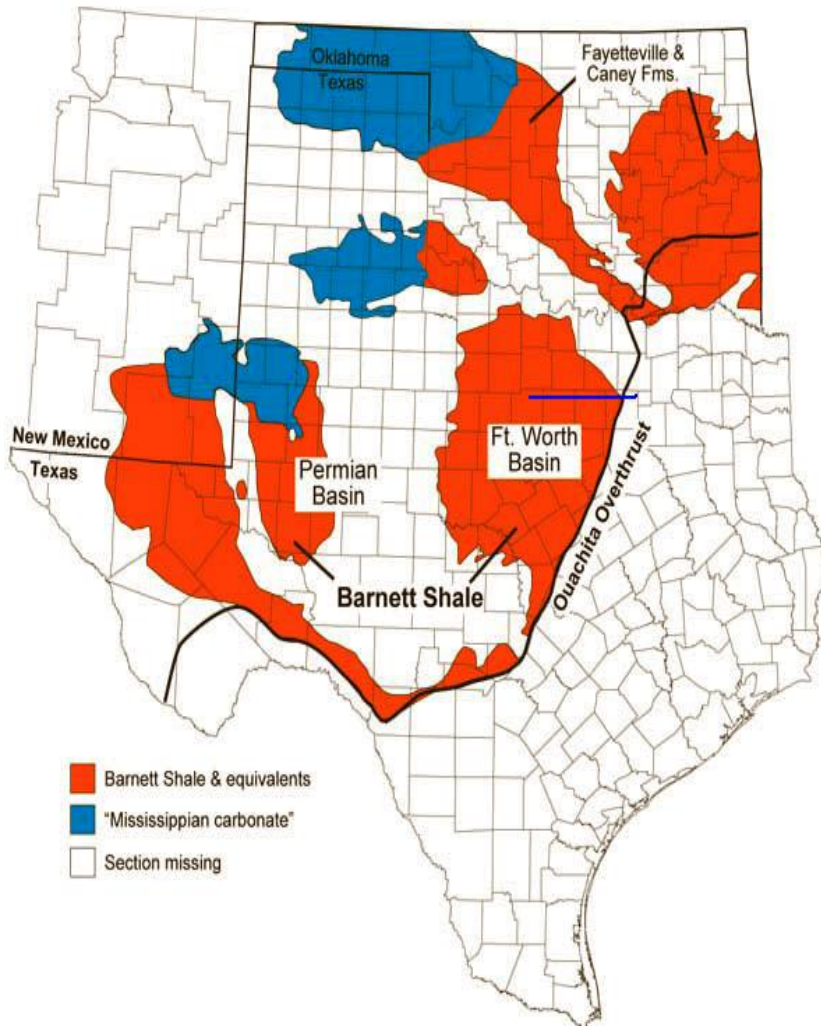 Oklahoma
Texas
Fayetteville &
Caney Fms.
New Mexico
Texas
Permian
Basin
Ft. Worth
Basin
Ouachita Overthrust
Barnett Shale
Barnett Shale & equivalents
“Mississippian carbonate”
Section missing